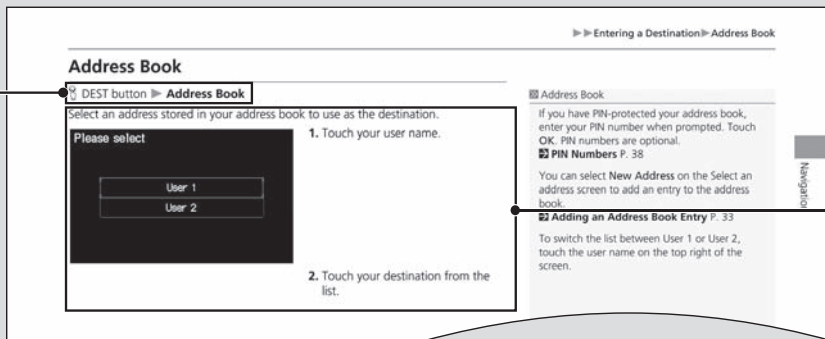 Entering a Destination Address Book
Address Book
DEST button Address Book
Select an address stored in your address book to use as the destination.
Please select
User 1
User 2
1. Touch your user name.
2. Touch your destination from the
list.
Address Book
If you have PIN-protected your address book,
enter your PIN number when prompted. Touch
OK. PIN numbers are optional.
PIN Numbers P. 38
You can select New Address on the Select an
address screen to add an entry to the address
book.
Adding an Address Book Entry P. 33
To switch the list between User 1 or User 2,
touch the user name on the top right of the
screen.
Navigation